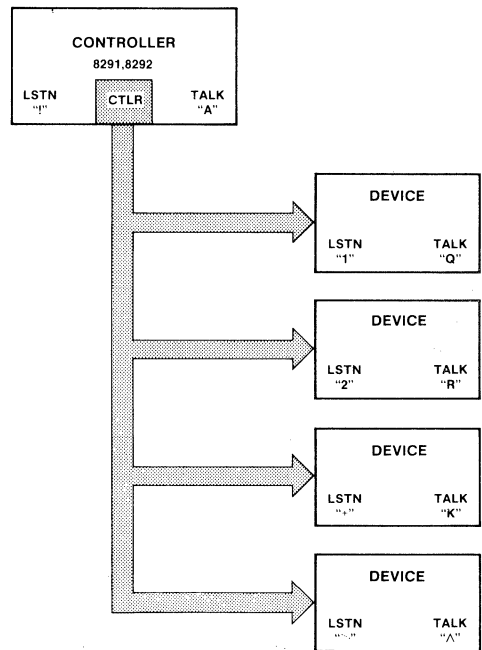 CONTROLLER
8291,8292
LSTN CTLR TALK
"!" "A"
DEVICE
LSTN TALK
"1" "Q"
DEVICE
LSTN TALK
"2" "R"
DEVICE
LSTN TALK
"+" "K"
DEVICE
LSTN TALK
"^"